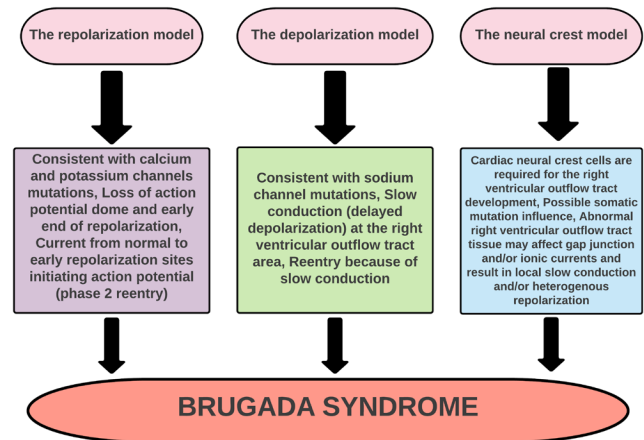 The repolarization model
The depolarization model
The neural crest model
Consistent with calcium
and potassium channels
mutations, Loss of action
potential dome and early
end of repolarization,
Current from normal to
early repolarization sites
initiating action potential
(phase 2 reentry)
Consistent with sodium
channel mutations, Slow
conduction (delayed
depolarization) at the right
ventricular outflow tract
area, Reentry because of
slow conduction
Cardiac neural crest cells are
required for the right
ventricular outflow tract
development, Possible somatic
mutation influence, Abnormal
right ventricular outflow tract
tissue may affect gap junction
and/or ionic currents and
result in local slow conduction
and/or heterogenous
repolarization
BRUGADA SYNDROME